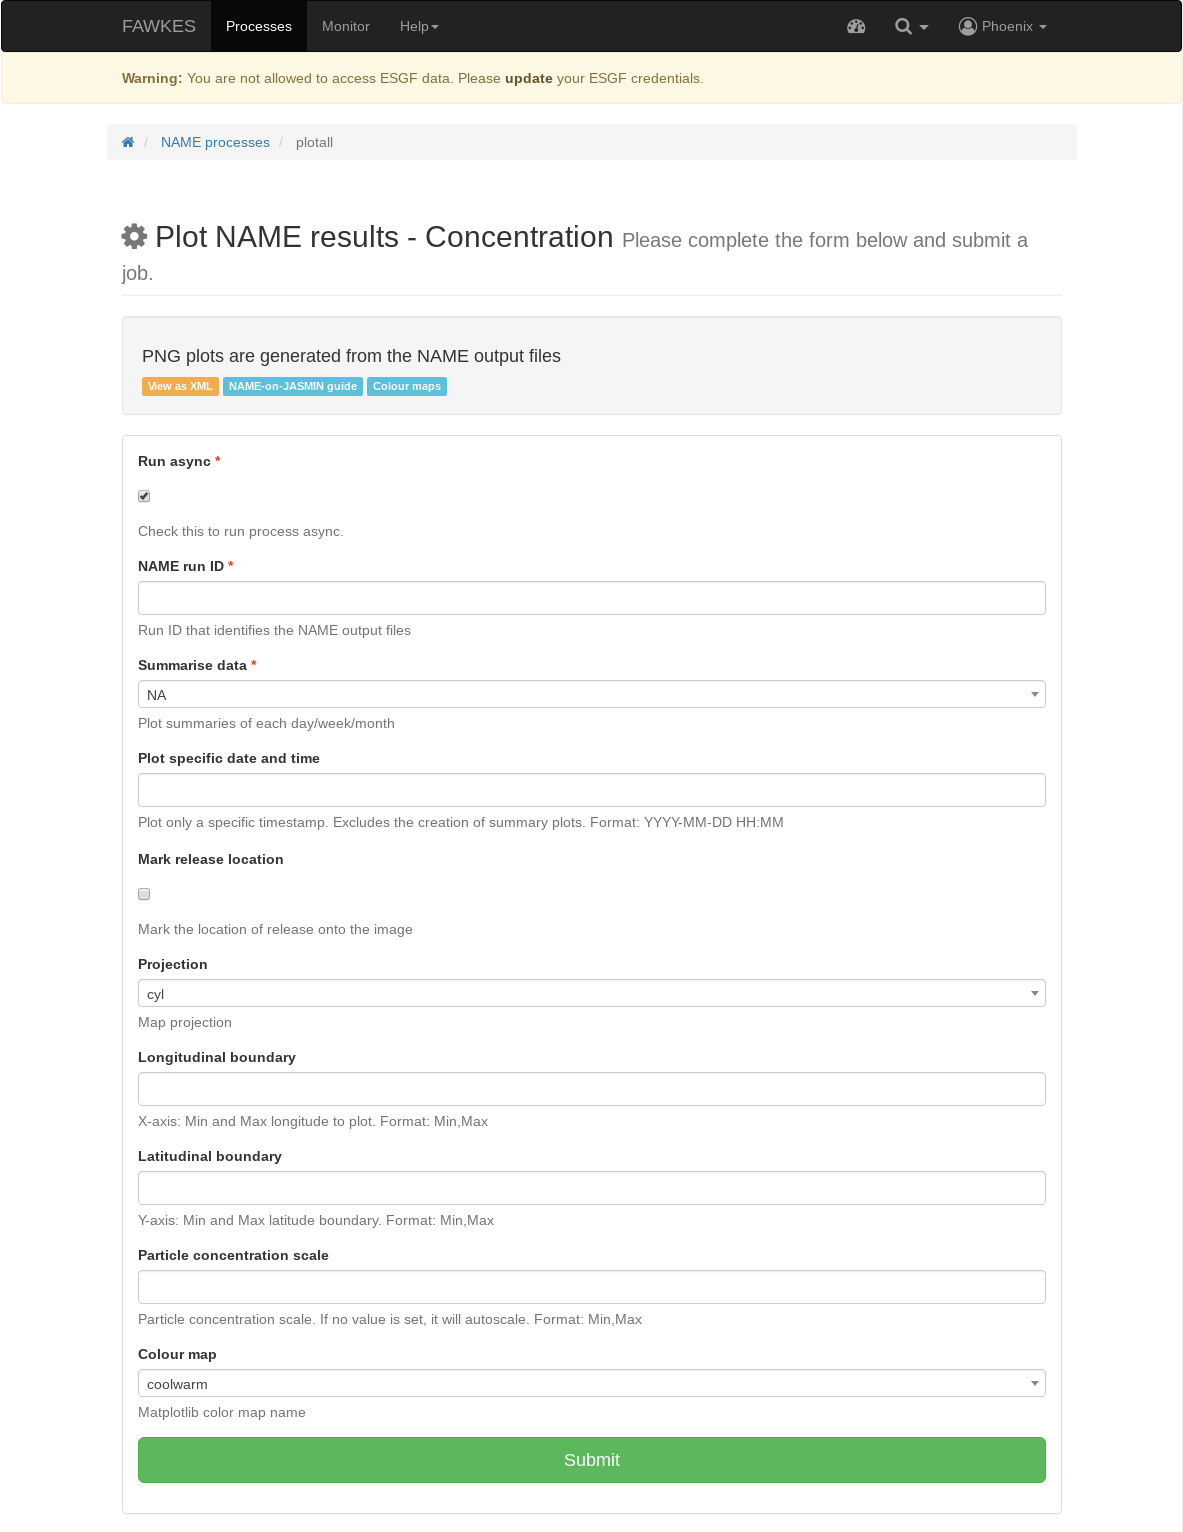 FAWKES Processes Monitor Help Phoenix
Warning: You are not allowed to access ESGF data. Please update your ESGF credentials.
/ NAME processes / plotall
Plot NAME results - Concentration Please complete the form below and submit a
job.
PNG plots are generated from the NAME output files
View as XML NAME-on-JASMIN guide Colour maps
Run async *
Check this to run process async.
NAME run ID *
Run ID that identifies the NAME output files
Summarise data *
NA
Plot summaries of each day/week/month
Plot specific date and time
Plot only a specific timestamp. Excludes the creation of summary plots. Format: YYYY-MM-DD HH:MM
Mark release location
Mark the location of release onto the image
Projection
cyl
Map projection
Longitudinal boundary
X-axis: Min and Max longitude to plot. Format: Min,Max
Latitudinal boundary
Y-axis: Min and Max latitude boundary. Format: Min,Max
Particle concentration scale
Particle concentration scale. If no value is set, it will autoscale. Format: Min,Max
Colour map
coolwarm
Matplotlib color map name
Submit